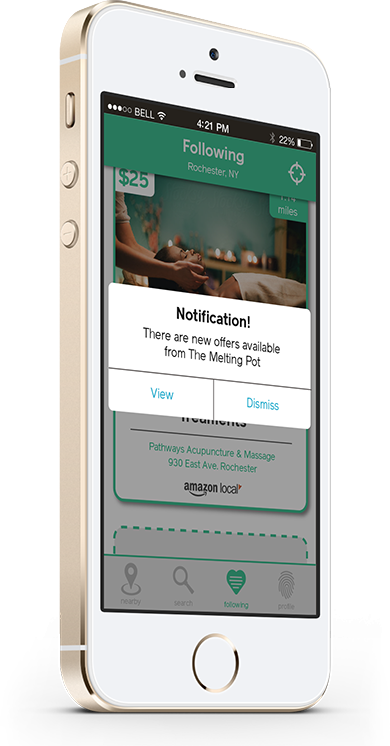 BELL
4:21 PM
22%
Following
Rochester, NY
$25
miles
Notification!
There are new offers available
from The Melting Pot
View
Dismiss
Treatments
Pathways Acupuncture & Massage
930 East Ave. Rochester
amazon local
nearby
search
following
profile